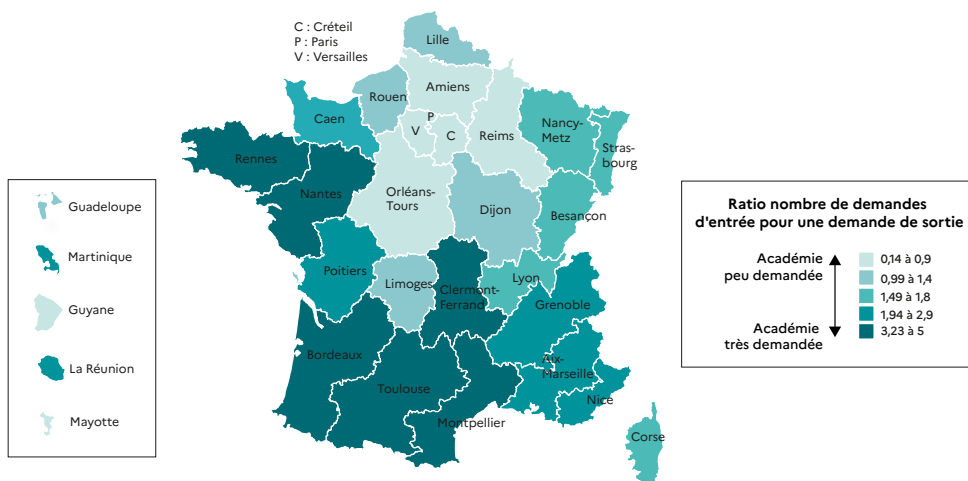 C : Créteil
P : Paris
V : Versailles
Lille
Rouen
Amiens
Caen
P
V
C
Reims
Nancy-
Metz
Stras-
bourg
Rennes
Nantes
Orléans-
Tours
Dijon
Besançon
Poitiers
Limoges
Clermont-
Ferrand
Lyon
Grenoble
Bordeaux
Aix-
Marseille
Toulouse
Nice
Montpellier
Corse
Guadeloupe
Martinique
Guyane
La Réunion
Mayotte
Ratio nombre de demandes
d'entrée pour une demande de sortie
Académie
peu demandée
Académie
très demandée
0,14 à 0,9
0,99 à 1,4
1,49 à 1,8
1,94 à 2,9
3,23 à 5